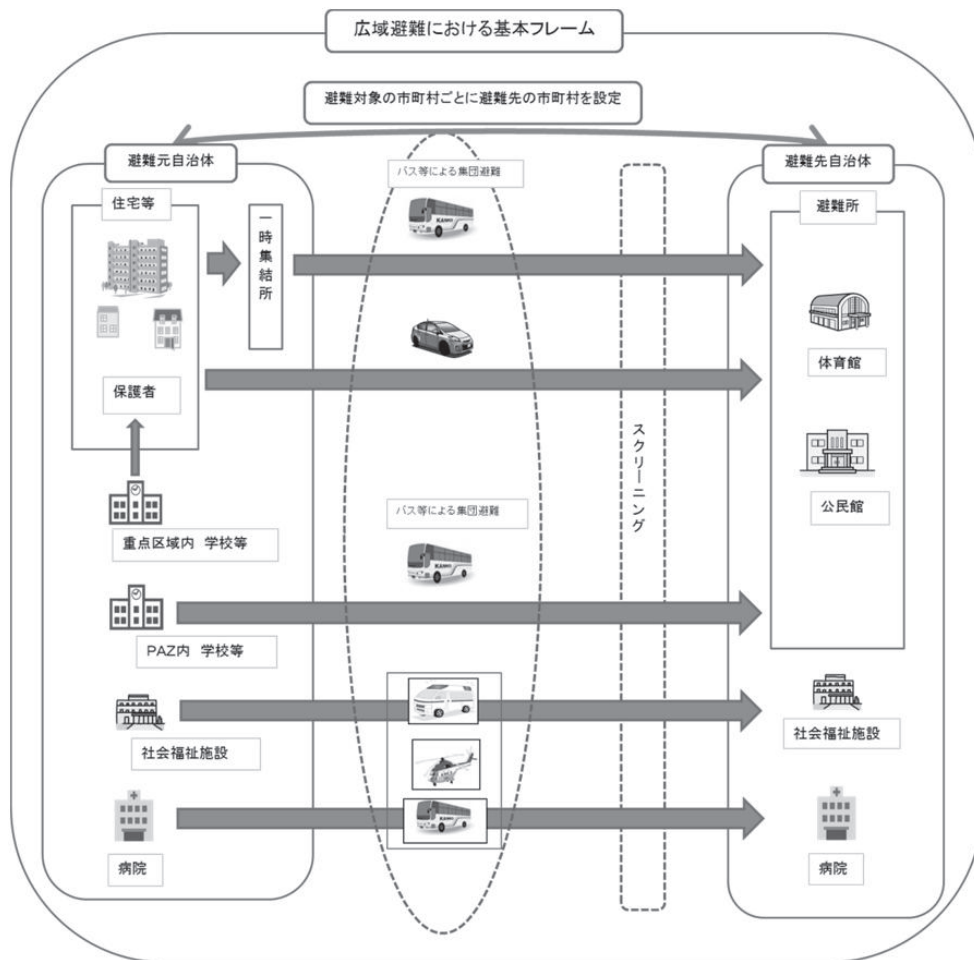 広域避難における基本フレーム
避難対象の市町村ごとに避難先の市町村を設定
避難元自治体
避難先自治体
住宅等
一時集結所
保護者
重点区域内 学校等
PAZ内 学校等
社会福祉施設
病院
バス等による集団避難
バス等による集団避難
スクリーニング
避難所
体育館
公民館
社会福祉施設
病院